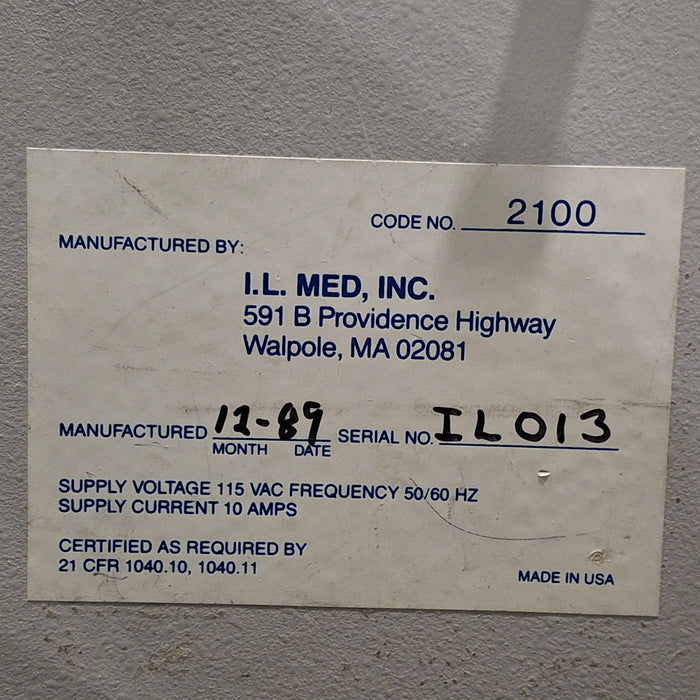 CODE NO. 2100
MANUFACTURED BY:
I.L. MED, INC.
591 B Providence Highway
Walpole, MA 02081
MANUFACTURED 12-89 SERIAL NO. IL013
MONTH DATE
SUPPLY VOLTAGE 115 VAC FREQUENCY 50/60 HZ
SUPPLY CURRENT 10 AMPS
CERTIFIED AS REQUIRED BY
21 CFR 1040.10, 1040.11
MADE IN USA